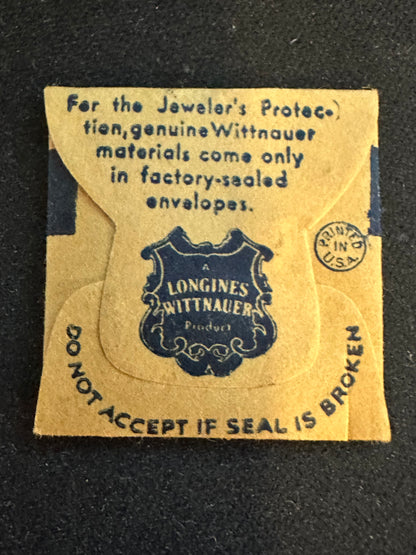 For the Jeweler's Protec-
tion, genuine Wittnauer
materials come only
in factory-sealed
envelopes.
PRINTED
IN
U.S.A.
A
LONGINES
WITTNAUER
Product
DO NOT ACCEPT IF SEAL IS BROKEN